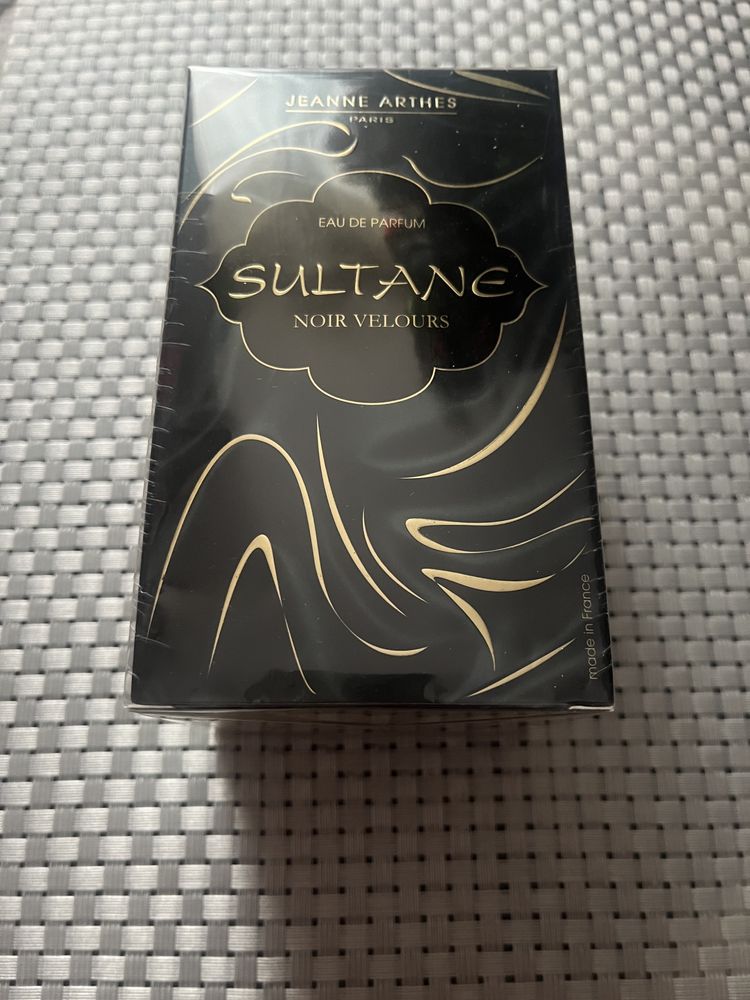 JEANNE ARTHES
PARIS
EAU DE PARFUM
SULTANE
NOIR VELOURS
made in France